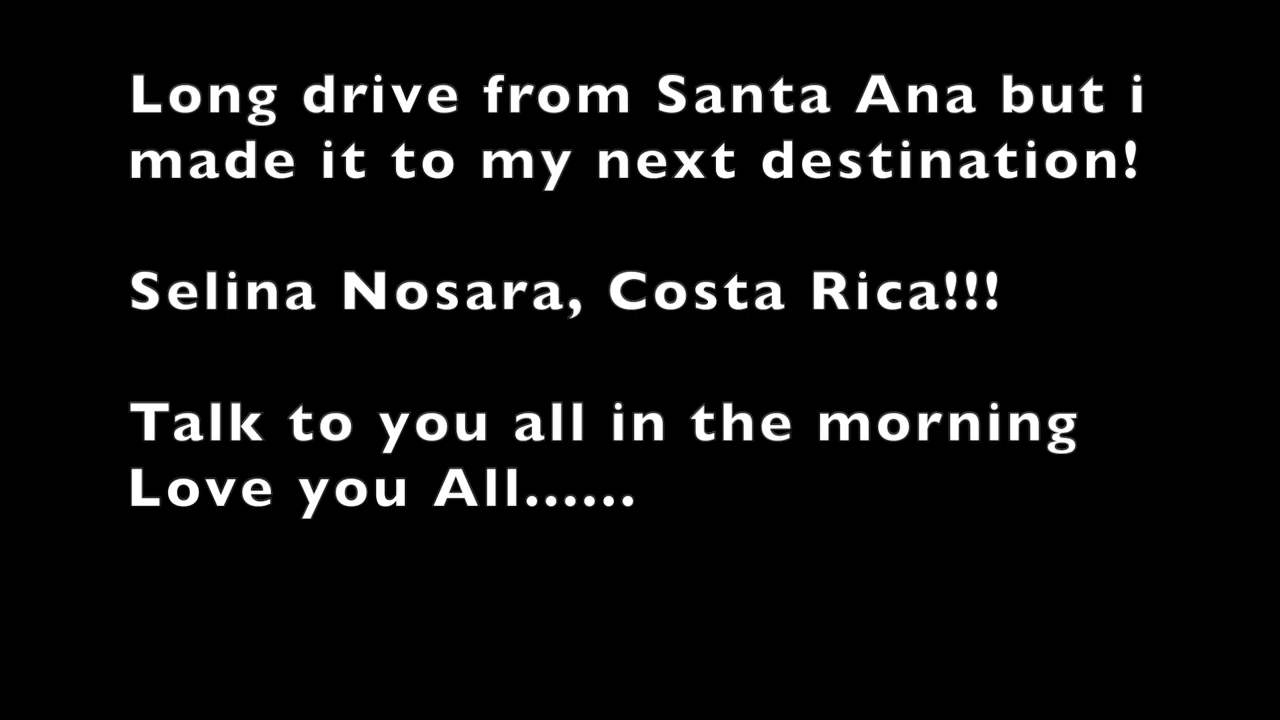 Long drive from Santa Ana but i
made it to my next destination!
Selina Nosara, Costa Rica!!!
Talk to you all in the morning
Love you All......